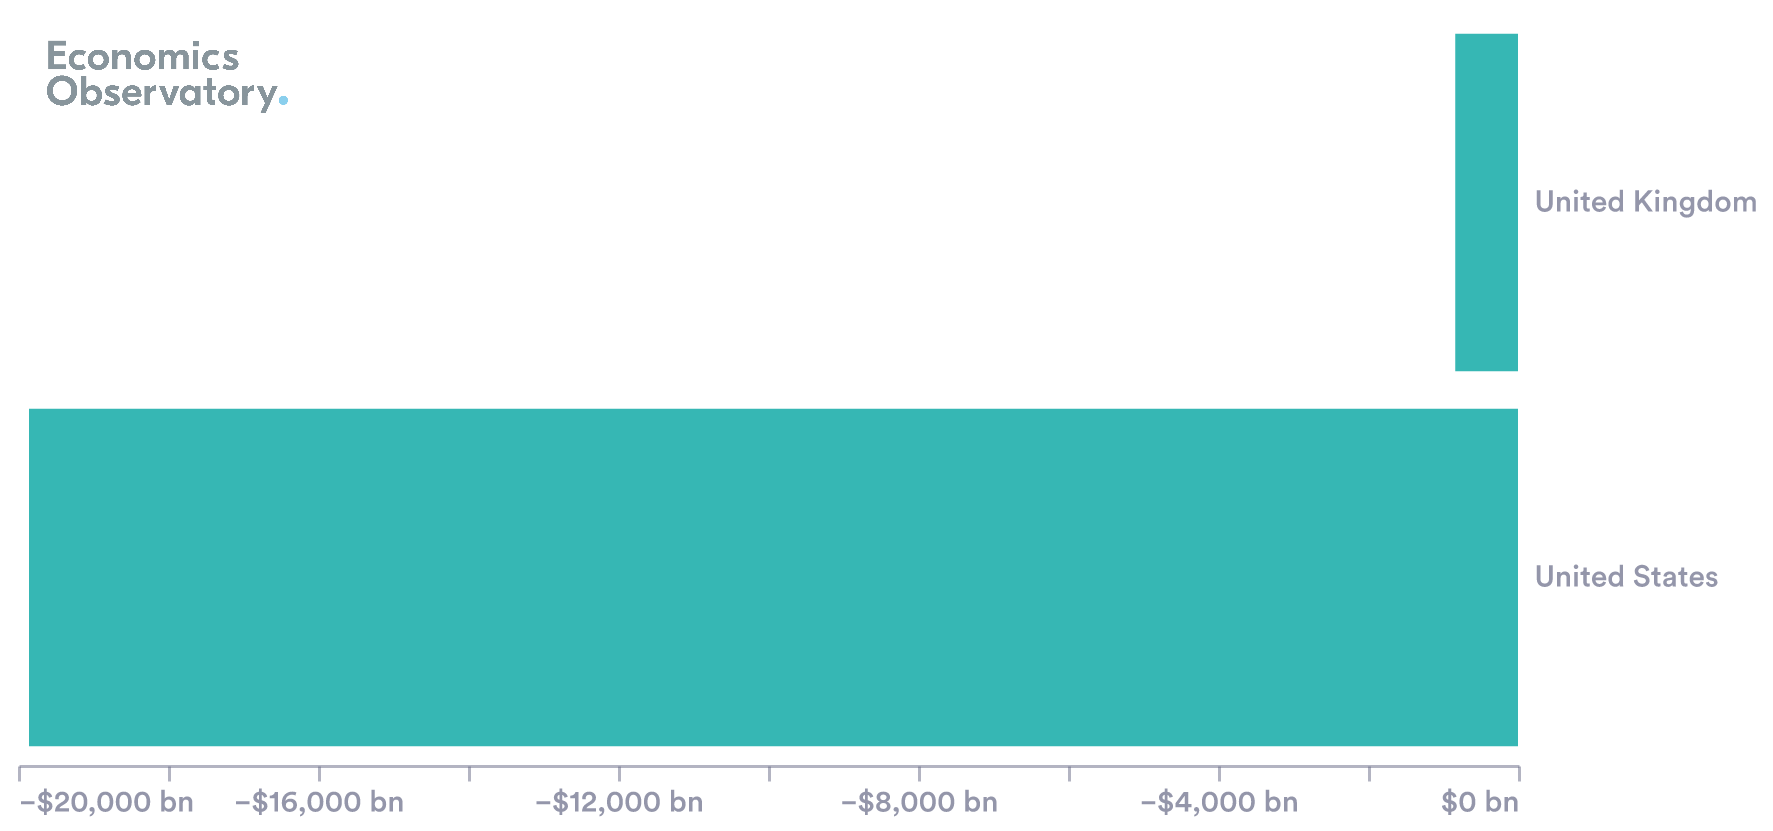 Economics
Observatory.
United Kingdom
United States
−$20,000 bn −$16,000 bn −$12,000 bn −$8,000 bn −$4,000 bn $0 bn